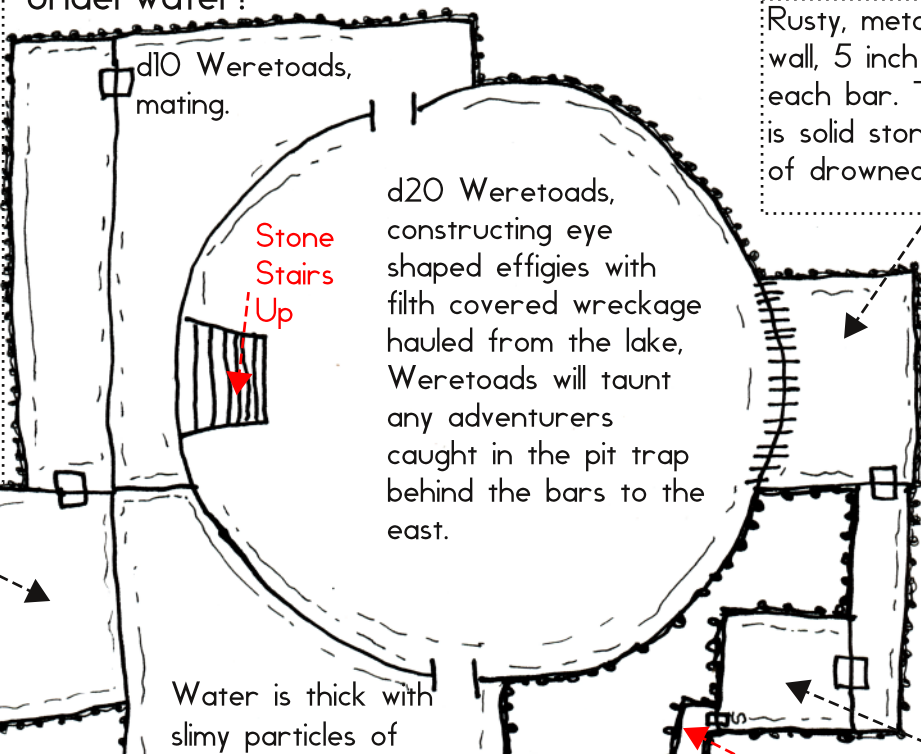 under water?
d10 Weretoads,
mating.
Rusty,
wall, 5 inch
each bar.
is solid
of drowned
d20 Weretoads,
constructing eye
shaped effigies with
filth covered wreckage
hauled from the lake,
Weretoads will taunt
any adventurers
caught in the pit trap
behind the bars to the
east.
Stone
Stairs
Up
Water is thick with
slimy particles of
S